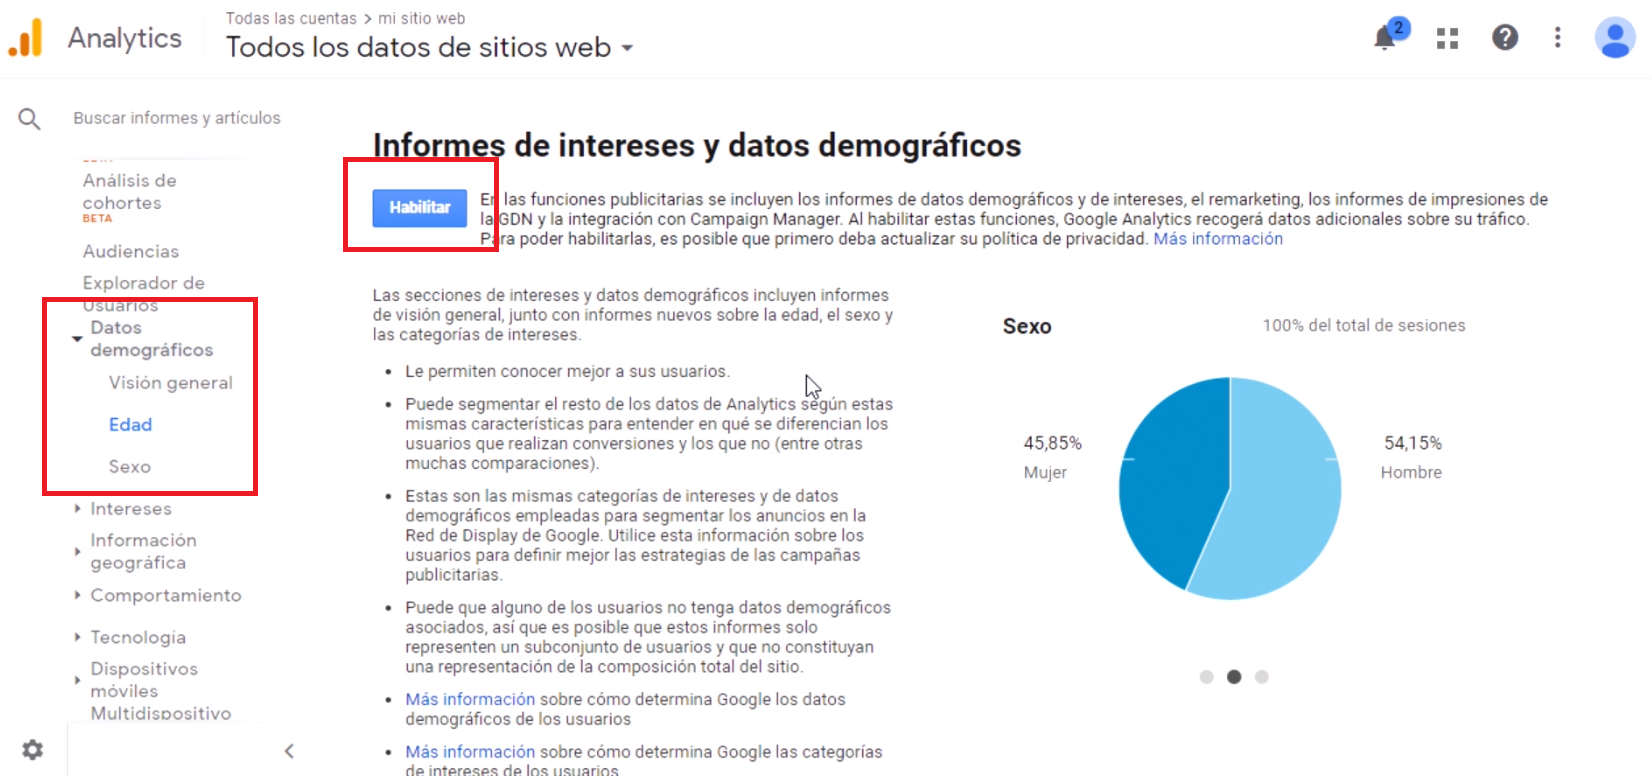 Analytics
Todas las cuentas > mi sitio web
Todos los datos de sitios web
2
Buscar informes y artículos
Análisis de
cohortes
BETA
Audiencias
Explorador de
Usuarios
Datos
demográficos
Visión general
Edad
Sexo
Intereses
Información
geográfica
Comportamiento
Tecnología
Dispositivos
móviles
Multidispositivo
Informes de intereses y datos demográficos
Habilitar
En las funciones publicitarias se incluyen los informes de datos demográficos y de intereses, el remarketing, los informes de impresiones de
la GDN y la integración con Campaign Manager. Al habilitar estas funciones, Google Analytics recogerá datos adicionales sobre su tráfico.
Para poder habilitarlas, es posible que primero deba actualizar su política de privacidad. Más información
Las secciones de intereses y datos demográficos incluyen informes
de visión general, junto con informes nuevos sobre la edad, el sexo y
las categorías de intereses.
• Le permiten conocer mejor a sus usuarios.
• Puede segmentar el resto de los datos de Analytics según estas
mismas características para entender en qué se diferencian los
usuarios que realizan conversiones y los que no (entre otras
muchas comparaciones).
• Estas son las mismas categorías de intereses y de datos
demográficos empleadas para segmentar los anuncios en la
Red de Display de Google. Utilice esta información sobre los
usuarios para definir mejor las estrategias de las campañas
publicitarias.
• Puede que alguno de los usuarios no tenga datos demográficos
asociados, así que es posible que estos informes solo
representen un subconjunto de usuarios y que no constituyan
una representación de la composición total del sitio.
• Más información sobre cómo determina Google los datos
demográficos de los usuarios
• Más información sobre cómo determina Google las categorías
de intereses de los usuarios
Sexo
100% del total de sesiones
45,85%
Mujer
54,15%
Hombre